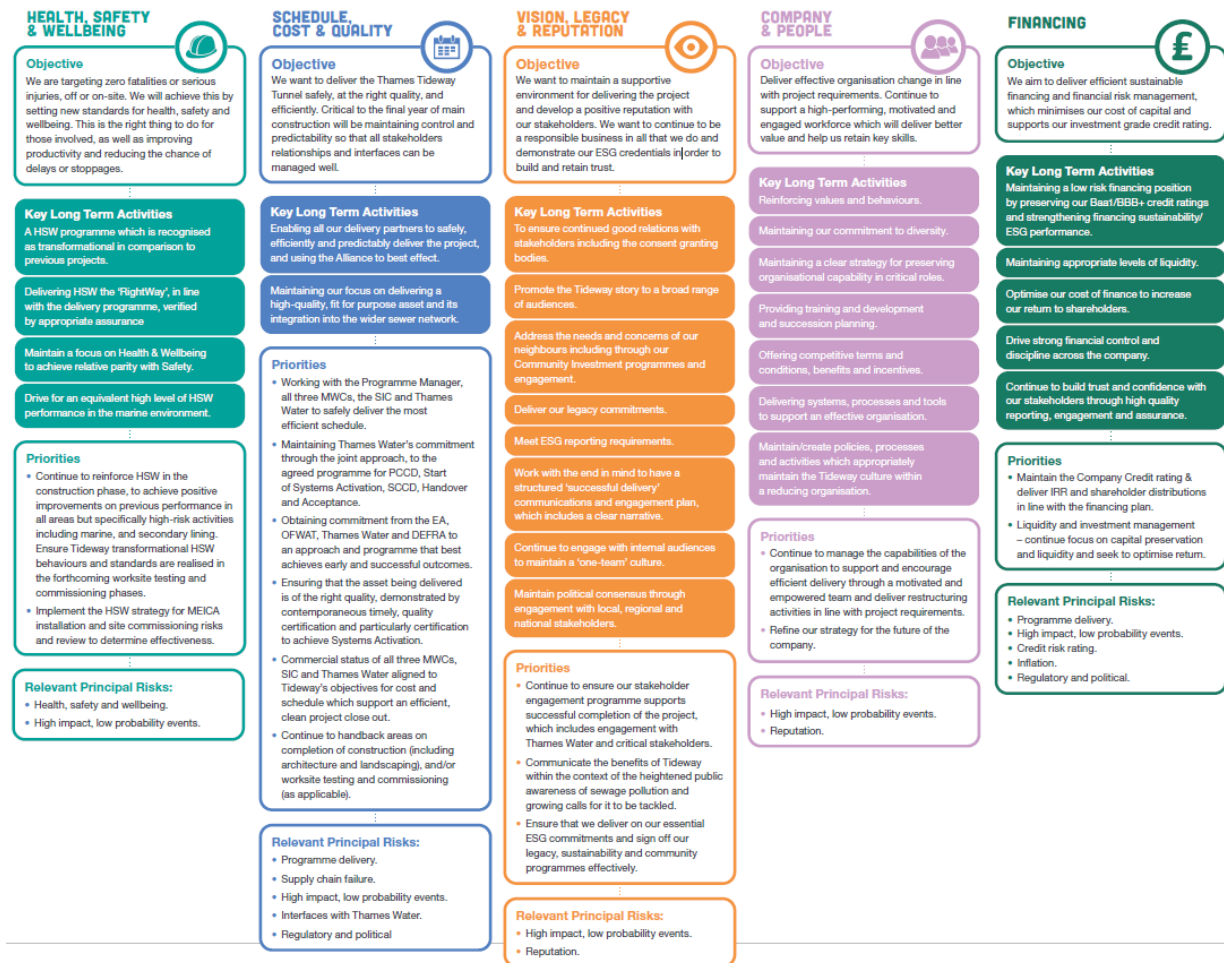 HEALTH, SAFETY
& WELLBEING
Objective
We are targeting zero fatalities or serious
injuries, off or on-site. We will achieve this by
setting new standards for health, safety and
wellbeing. This is the right thing to do for
those involved, as well as improving
productivity and reducing the chance of
delays or stoppages.
Key Long Term Activities
A HSW programme which is recognised
as transformational in comparison to
previous projects.
Delivering HSW the 'RightWay', in line
with the delivery programme, verified
by appropriate assurance
Maintain a focus on Health & Wellbeing
to achieve relative parity with Safety.
Drive for an equivalent high level of HSW
performance in the marine environment.
Priorities
• Continue to reinforce HSW in the
construction phase, to achieve positive
improvements on previous performance in
all areas but specifically high-risk activities
including marine, and secondary lining.
Ensure Tideway transformational HSW
behaviours and standards are realised in
the forthcoming worksite testing and
commissioning phases.
• Implement the HSW strategy for MEICA
installation and site commissioning risks
and review to determine effectiveness.
Relevant Principal Risks:
• Health, safety and wellbeing.
• High impact, low probability events.
SCHEDULE,
COST & QUALITY
Objective
We want to deliver the Thames Tideway
Tunnel safely, at the right quality, and
efficiently. Critical to the final year of main
construction will be maintaining control and
predictability so that all stakeholders
relationships and interfaces can be
managed well.
Key Long Term Activities
Enabling all our delivery partners to safely,
efficiently and predictably deliver the project,
and using the Alliance to best effect.
Maintaining our focus on delivering a
high-quality, fit for purpose asset and its
integration into the wider sewer network.
Priorities
• Working with the Programme Manager,
all three MWCs, the SIC and Thames
Water to safely deliver the most
efficient schedule.
• Maintaining Thames Water's commitment
through the joint approach, to the
agreed programme for PCCD, Start
of Systems Activation, SCCD, Handover
and Acceptance.
• Obtaining commitment from the EA,
OFWAT, Thames Water and DEFRA to
an approach and programme that best
achieves early and successful outcomes.
• Ensuring that the asset being delivered
is of the right quality, demonstrated by
contemporaneous timely, quality
certification and particularly certification
to achieve Systems Activation.
• Commercial status of all three MWCs,
SIC and Thames Water aligned to
Tideway's objectives for cost and
schedule which support an efficient,
clean project close out.
• Continue to handback areas on
completion of construction (including
architecture and landscaping), and/or
worksite testing and commissioning
(as applicable).
Relevant Principal Risks:
• Programme delivery.
• Supply chain failure.
• High impact, low probability events.
• Interfaces with Thames Water.
• Regulatory and political
VISION, LEGACY
& REPUTATION
Objective
We want to maintain a supportive
environment for delivering the project
and develop a positive reputation with
our stakeholders. We want to continue to be
a responsible business in all that we do and
demonstrate our ESG credentials in order to
build and retain trust.
Key Long Term Activities
To ensure continued good relations with
stakeholders including the consent granting
bodies.
Promote the Tideway story to a broad range
of audiences.
Address the needs and concerns of our
neighbours including through our
Community Investment programmes and
engagement.
Deliver our legacy commitments.
Meet ESG reporting requirements.
Work with the end in mind to have a
structured 'successful delivery'
communications and engagement plan,
which includes a clear narrative.
Continue to engage with internal audiences
to maintain a 'one-team' culture.
Maintain political consensus through
engagement with local, regional and
national stakeholders.
Priorities
• Continue to ensure our stakeholder
engagement programme supports
successful completion of the project,
which includes engagement with
Thames Water and critical stakeholders.
• Communicate the benefits of Tideway
within the context of the heightened public
awareness of sewage pollution and
growing calls for it to be tackled.
• Ensure that we deliver on our essential
ESG commitments and sign off our
legacy, sustainability and community
programmes effectively.
Relevant Principal Risks:
• High impact, low probability events.
• Reputation.
COMPANY
& PEOPLE
Objective
Deliver effective organisation change in line
with project requirements. Continue to
support a high-performing, motivated and
engaged workforce which will deliver better
value and help us retain key skills.
Key Long Term Activities
Reinforcing values and behaviours.
Maintaining our commitment to diversity.
Maintaining a clear strategy for preserving
organisational capability in critical roles.
Providing training and development
and succession planning.
Offering competitive terms and
conditions, benefits and incentives.
Delivering systems, processes and tools
to support an effective organisation.
Maintain/create policies, processes
and activities which appropriately
maintain the Tideway culture within
a reducing organisation.
Priorities
• Continue to manage the capabilities of the
organisation to support and encourage
efficient delivery through a motivated and
empowered team and deliver restructuring
activities in line with project requirements.
• Refine our strategy for the future of the
company.
Relevant Principal Risks:
• High impact, low probability events.
• Reputation.
FINANCING
£
Objective
We aim to deliver efficient sustainable
financing and financial risk management,
which minimises our cost of capital and
supports our investment grade credit rating.
Key Long Term Activities
Maintaining a low risk financing position
by preserving our Baa1/BBB+ credit ratings
and strengthening financing sustainability/
ESG performance.
Maintaining appropriate levels of liquidity.
Optimise our cost of finance to increase
our return to shareholders.
Drive strong financial control and
discipline across the company.
Continue to build trust and confidence with
our stakeholders through high quality
reporting, engagement and assurance.
Priorities
• Maintain the Company Credit rating &
deliver IRR and shareholder distributions
in line with the financing plan.
• Liquidity and investment management
– continue focus on capital preservation
and liquidity and seek to optimise return.
Relevant Principal Risks:
• Programme delivery.
• High impact, low probability events.
• Credit risk rating.
• Inflation.
• Regulatory and political.